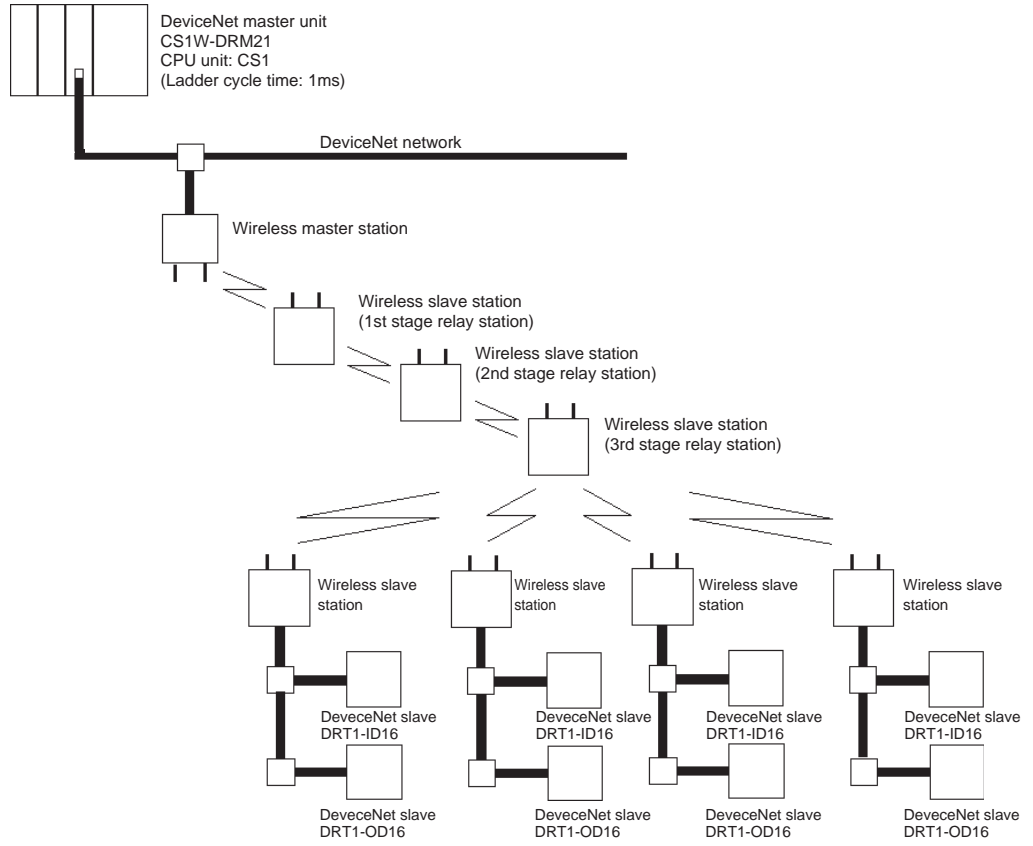 DeviceNet master unit
CS1W-DRM21
CPU unit: CS1
(Ladder cycle time: 1ms)
DeviceNet network
Wireless master station
Wireless slave station
(1st stage relay station)
Wireless slave station
(2nd stage relay station)
Wireless slave station
(3rd stage relay station)
Wireless slave
station
Wireless slave
station
Wireless slave
station
Wireless slave
station
DeveceNet slave
DRT1-ID16
DeveceNet slave
DRT1-ID16
DeveceNet slave
DRT1-ID16
DeveceNet slave
DRT1-ID16
DeveceNet slave
DRT1-OD16
DeveceNet slave
DRT1-OD16
DeveceNet slave
DRT1-OD16
DeveceNet slave
DRT1-OD16